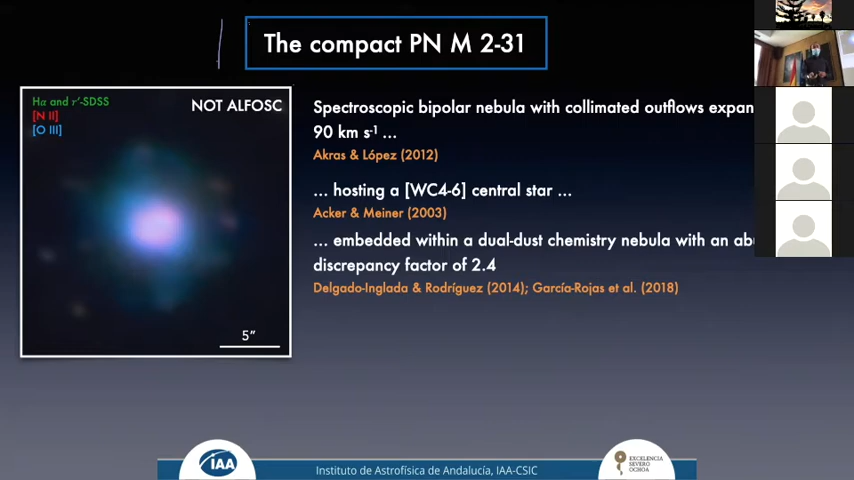 The compact PN M 2-31
Hα and r'-SDSS
[N II]
[O III]
NOT ALFOSC
5”
Spectroscopic bipolar nebula with collimated outflows expan
90 km s-1 ...
Akras & López (2012)
... hosting a [WC4-6] central star ...
Acker & Meiner (2003)
... embedded within a dual-dust chemistry nebula with an abu
discrepancy factor of 2.4
Delgado-Inglada & Rodríguez (2014); García-Rojas et al. (2018)
IAA
Instituto de Astrofísica de Andalucía, IAA-CSIC
EXCELENCIA
SEVERO
OCHOA